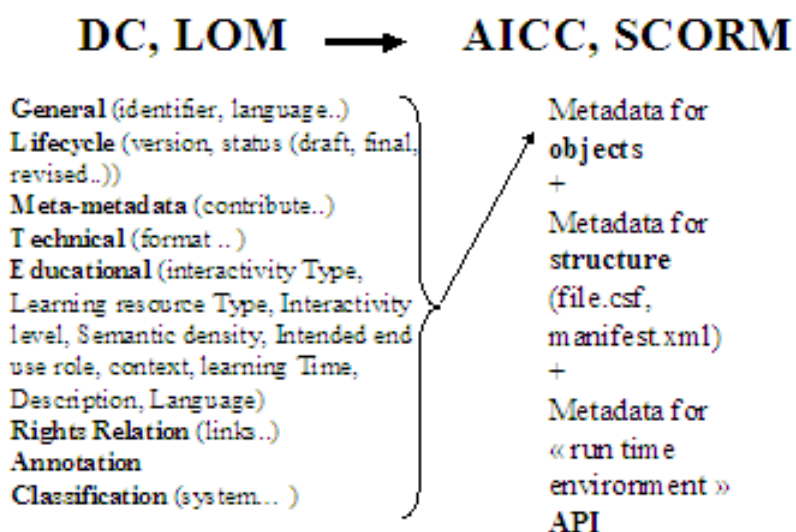 DC, LOM → AICC, SCORM
General (identifier, language..)
Lifecycle (version, status (draft, final,
revised..))
Meta-metadata (contribute..)
Technical (format .. )
Educational (interactivity Type,
Learning resource Type, Interactivity
level, Semantic density, Intended end
use role, context, learning Time,
Description, Language)
Rights Relation (links..)
Annotation
Classification (system... )
Metadata for
objects
+
Metadata for
structure
(file.csf,
manifest.xml)
+
Metadata for
« run time
environment »
API